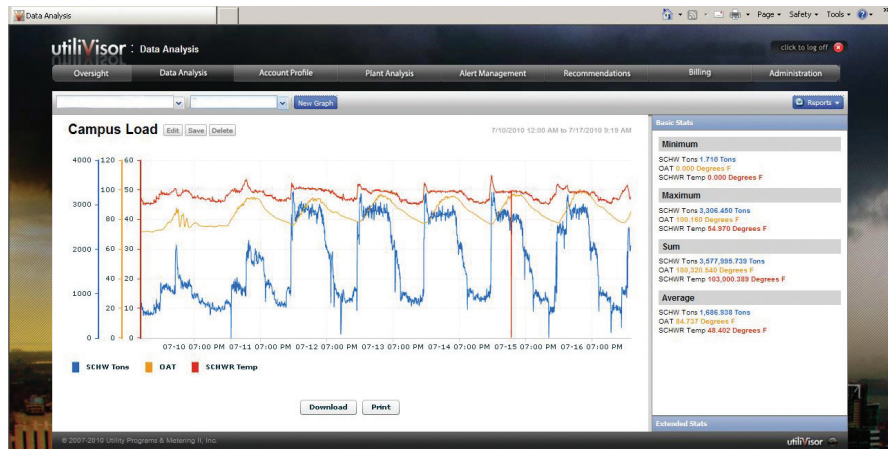 Data Analysis
Page Safety Tools
utiliVisor : Data Analysis
click to log off
Oversight Data Analysis Account Profile Plant Analysis Alert Management Recommendations Billing Administration
New Graph
Reports
Campus Load Edit Save Delete
7/10/2010 12:00 AM to 7/17/2010 9:19 AM
4000 120 60
100 50
3000
80 40
2000 60 30
40 20
1000
20 10
0 0 0
07-10 07:00 PM 07-11 07:00 PM 07-12 07:00 PM 07-13 07:00 PM 07-14 07:00 PM 07-15 07:00 PM 07-16 07:00 PM
SCHW Tons OAT SCHWR Temp
Download Print
Basic Stats
Minimum
SCHW Tons 1.710 Tons
OAT 0.000 Degrees F
SCHWR Temp 0.000 Degrees F
Maximum
SCHW Tons 3,306.450 Tons
OAT 100.160 Degrees F
SCHWR Temp 54.970 Degrees F
Sum
SCHW Tons 3,577,995.739 Tons
OAT 180,320.540 Degrees F
SCHWR Temp 103,000.389 Degrees F
Average
SCHW Tons 1,686.938 Tons
OAT 84.737 Degrees F
SCHWR Temp 48.402 Degrees F
Extended Stats
© 2007-2010 Utility Programs & Metering II, Inc.
utiliVisor